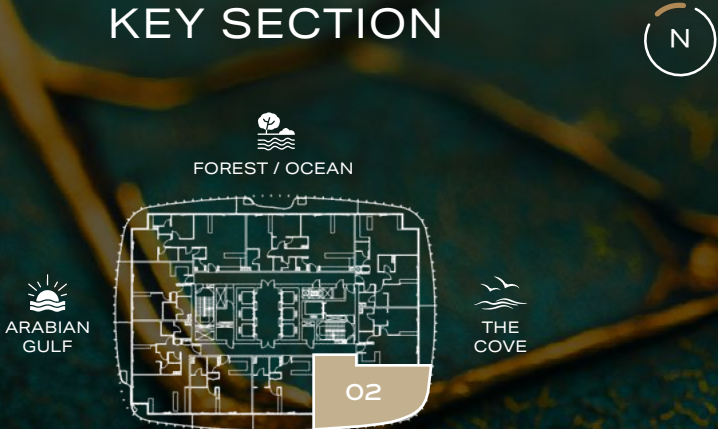 KEY SECTION
N
FOREST / OCEAN
ARABIAN
GULF
THE
COVE
02